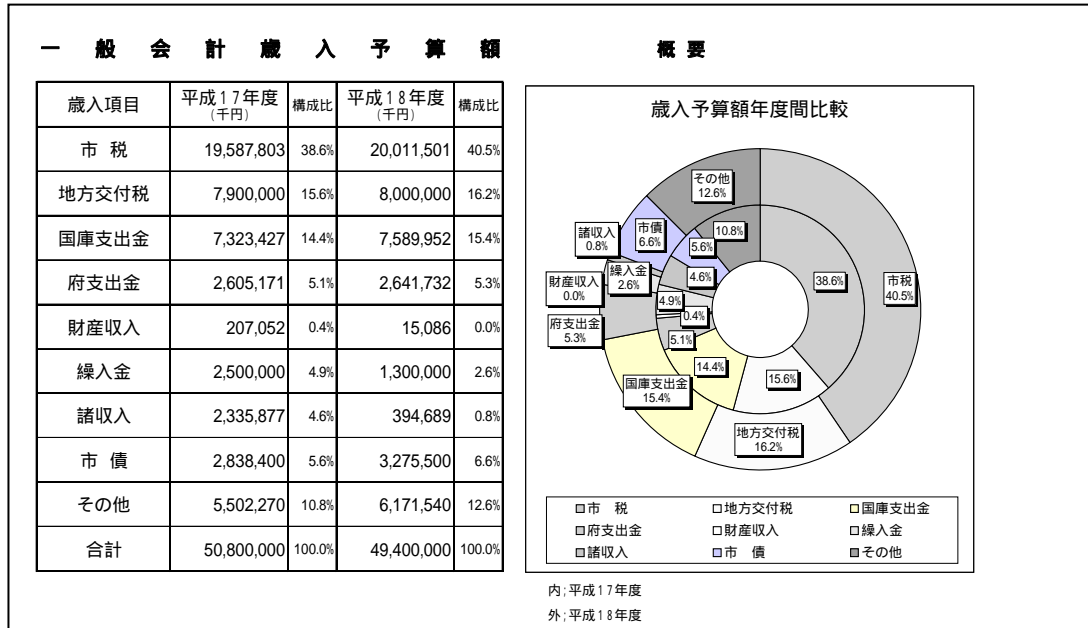 一 般 会 計 歳 入 予 算 額 概 要
歳入項目 平成17年度 (千円) 構成比 平成18年度 (千円) 構成比
市 税 19,587,803 38.6% 20,011,501 40.5%
地方交付税 7,900,000 15.6% 8,000,000 16.2%
国庫支出金 7,323,427 14.4% 7,589,952 15.4%
府支出金 2,605,171 5.1% 2,641,732 5.3%
財産収入 207,052 0.4% 15,086 0.0%
繰入金 2,500,000 4.9% 1,300,000 2.6%
諸収入 2,335,877 4.6% 394,689 0.8%
市 債 2,838,400 5.6% 3,275,500 6.6%
その他 5,502,270 10.8% 6,171,540 12.6%
合計 50,800,000 100.0% 49,400,000 100.0%
歳入予算額年度間比較
その他
12.6%
市債
6.6%
諸収入
0.8%
繰入金
2.6%
財産収入
0.0%
府支出金
5.3%
国庫支出金
15.4%
地方交付税
16.2%
市税
40.5%
10.8%
5.6%
4.6%
4.9%
0.4%
5.1%
14.4%
15.6%
38.6%
市 税 地方交付税 国庫支出金
府支出金 財産収入 繰入金
諸収入 市 債 その他
内;平成17年度
外;平成18年度